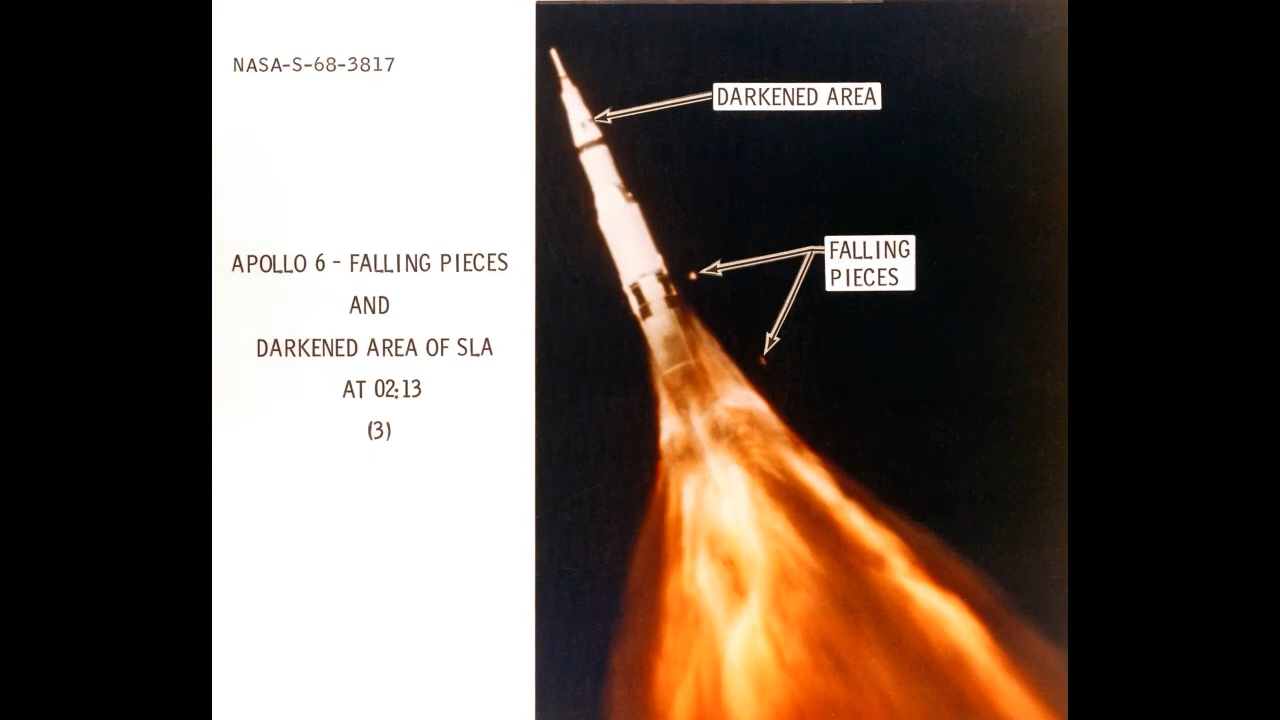 NASA-S-68-3817
DARKENED AREA
APOLLO 6 - FALLING PIECES
AND
DARKENED AREA OF SLA
AT 02:13
(3)
FALLING
PIECES